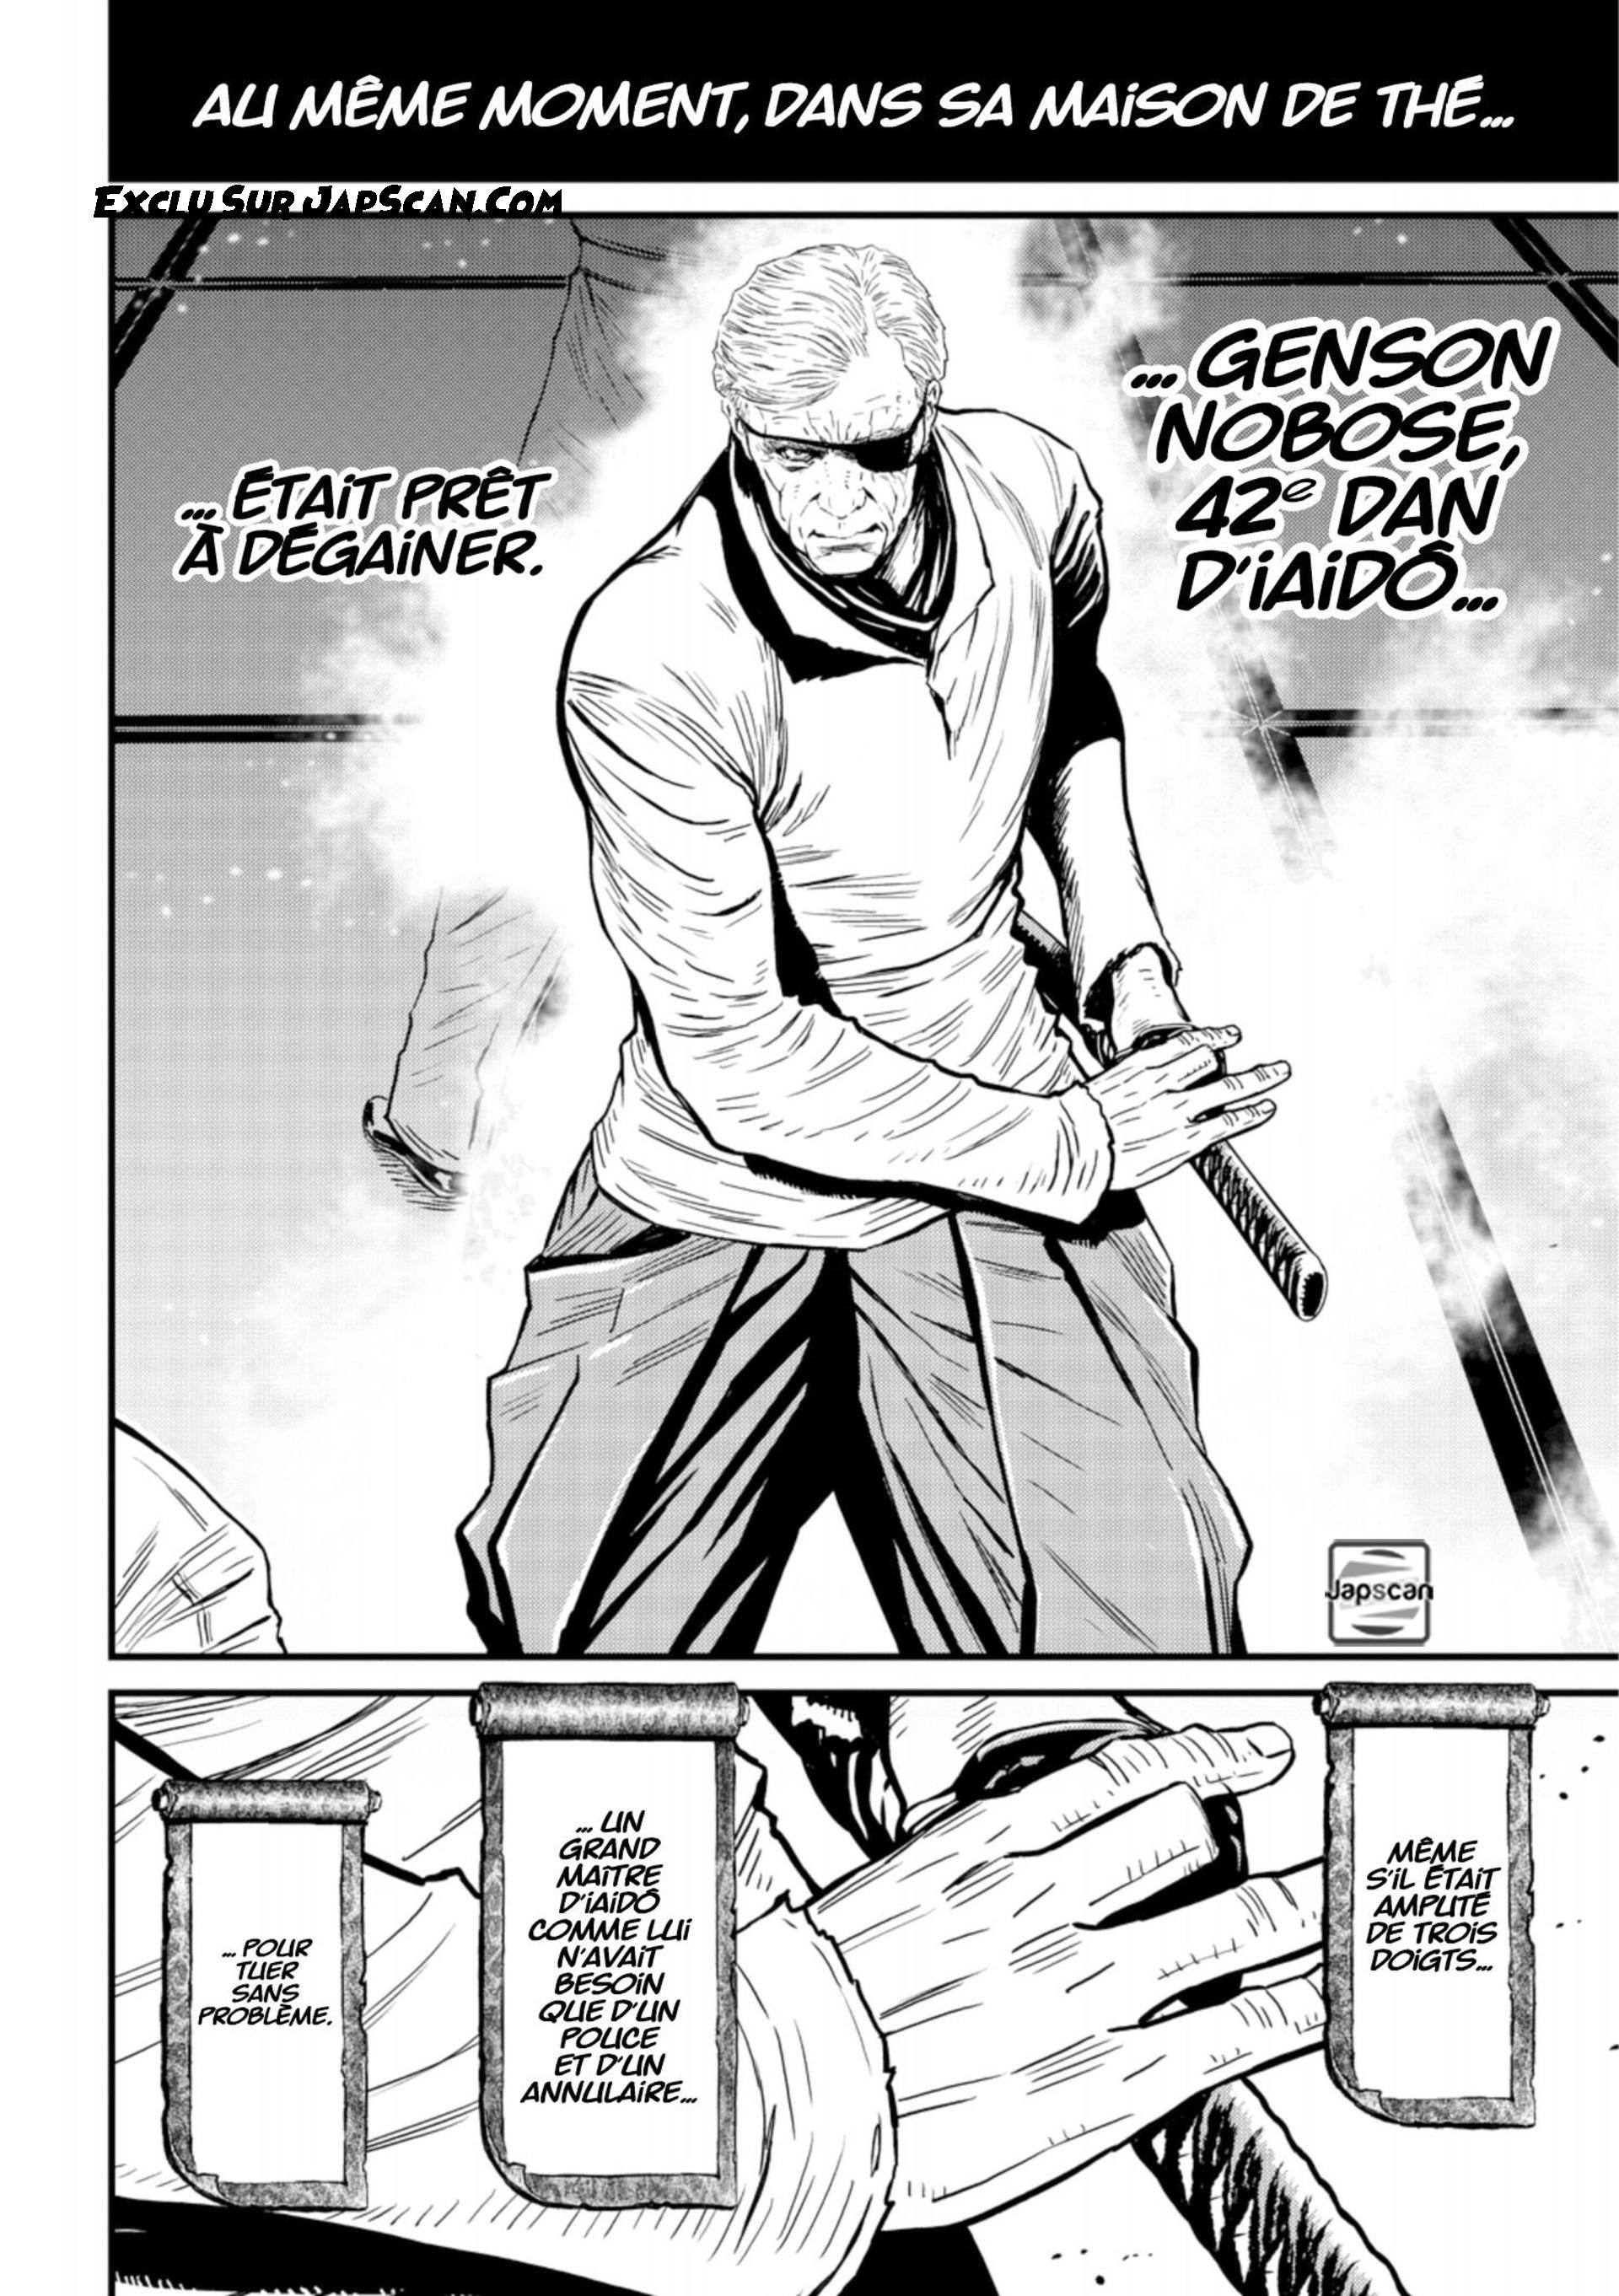 AU MÊME MOMENT, DANS SA MAISON DE THÉ...
EXCLU SUR JAPSCAN.COM
... GENSON
NOBOSE,
42e DAN
D'IAIDÔ...
... ÉTAIT PRÊT
À DÉGAINER.
Japscan
MÊME
S'IL ÉTAIT
AMPUTÉ
DE TROIS
DOIGTS...
... UN
GRAND
MAÎTRE
D'IAIDÔ
COMME LUI
N'AVAIT
BESOIN
QUE D'UN
POUCE
ET D'UN
ANNULAIRE...
... POUR
TUER
SANS
PROBLÈME.